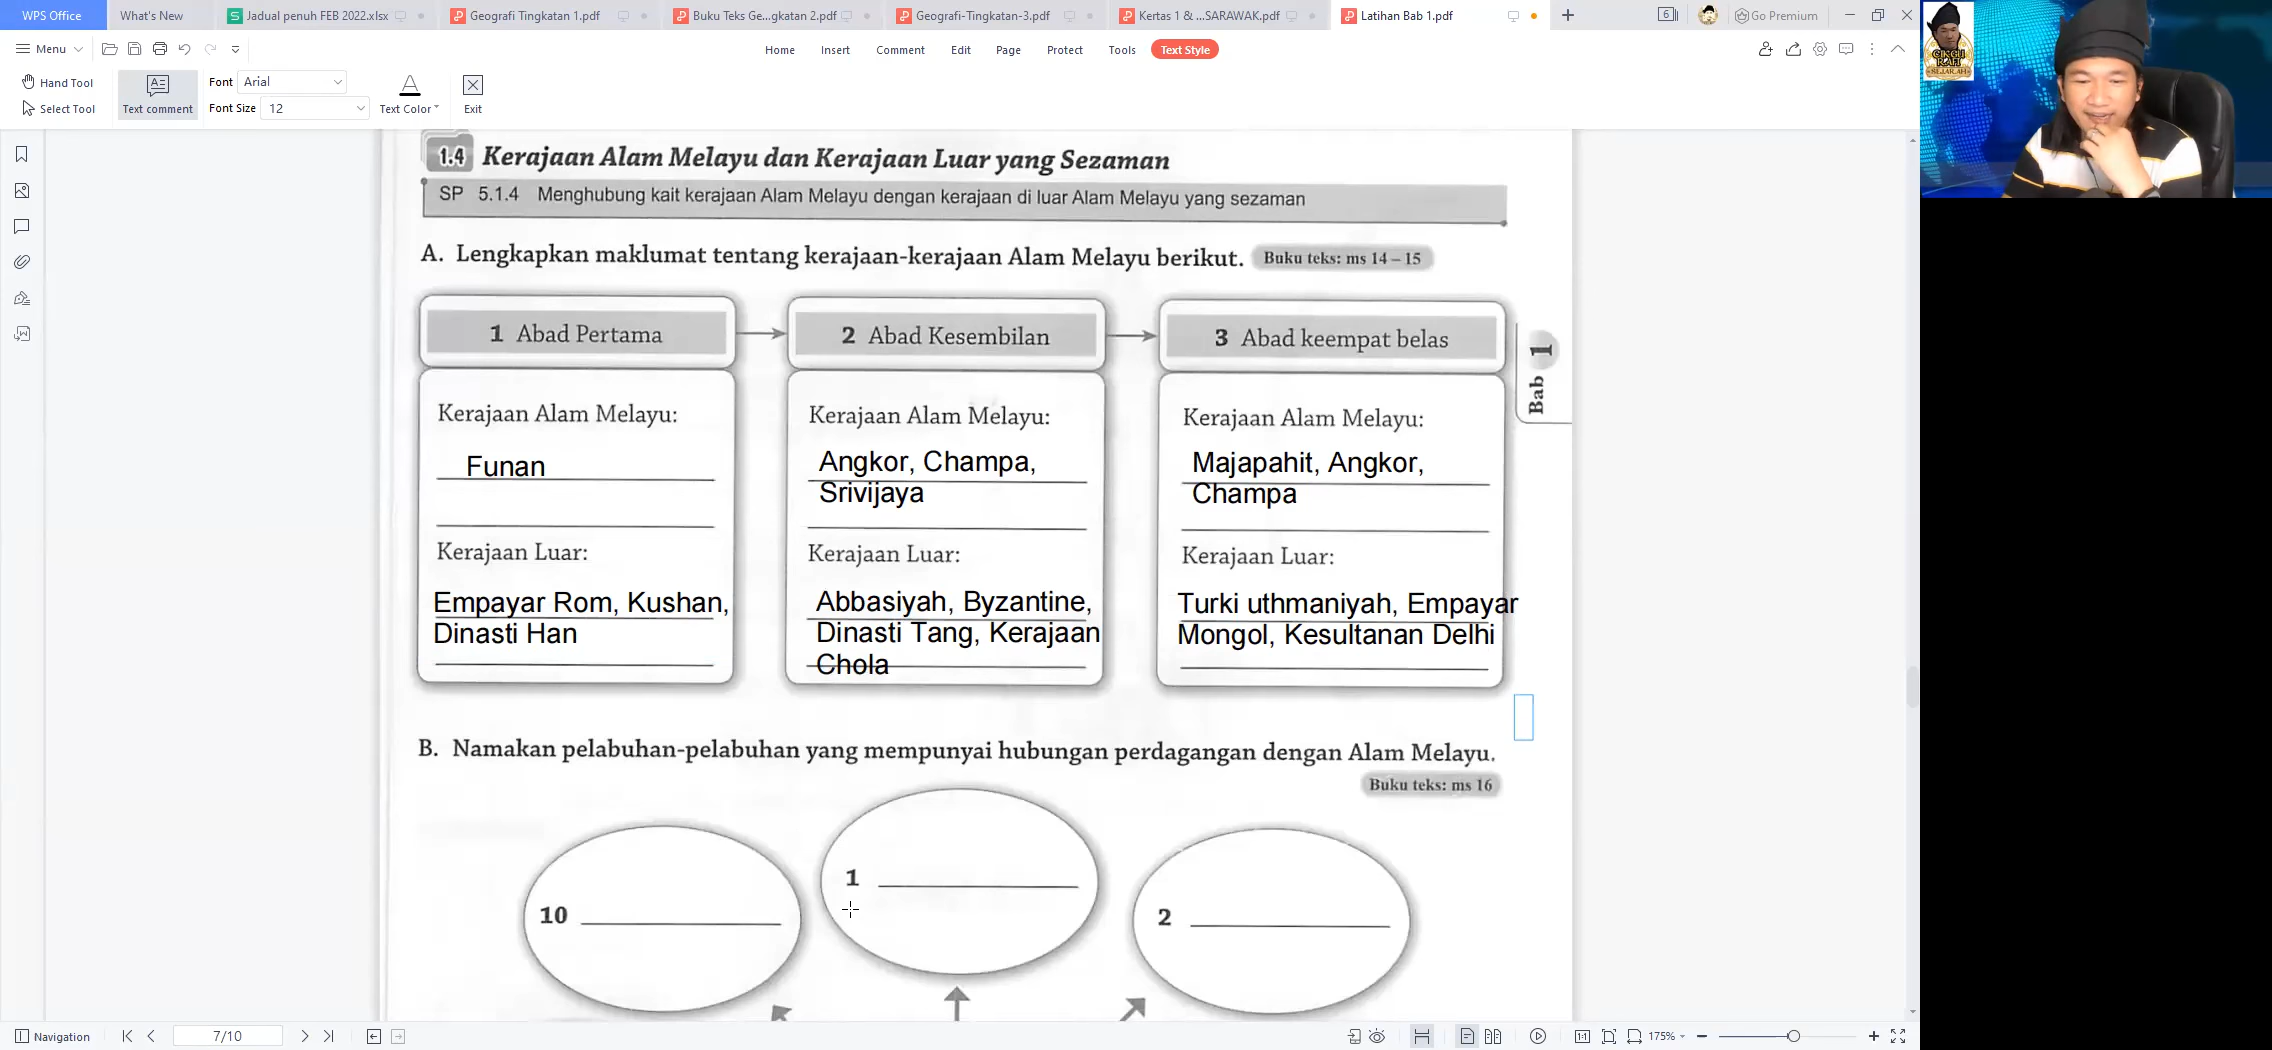 WPS Office
What's New
Jadual penuh FEB 2022.xlsx
Geografi Tingkatan 1.pdf
Buku Teks Ge...gkatan 2.pdf
Geografi-Tingkatan-3.pdf
Kertas 1 & ...SARAWAK.pdf
Latihan Bab 1.pdf
6
Go Premium
Menu
Home
Insert
Comment
Edit
Page
Protect
Tools
Text Style
Hand Tool
Select Tool
Text comment
Font Arial
Font Size 12
Text Color
Exit
CIKGU
RAFI
SEJARAH
1.4 Kerajaan Alam Melayu dan Kerajaan Luar yang Sezaman
SP 5.1.4 Menghubung kait kerajaan Alam Melayu dengan kerajaan di luar Alam Melayu yang sezaman
A. Lengkapkan maklumat tentang kerajaan-kerajaan Alam Melayu berikut. Buku teks: ms 14 – 15
1 Abad Pertama
Kerajaan Alam Melayu:
Funan
Kerajaan Luar:
Empayar Rom, Kushan,
Dinasti Han
2 Abad Kesembilan
Kerajaan Alam Melayu:
Angkor, Champa,
Srivijaya
Kerajaan Luar:
Abbasiyah, Byzantine,
Dinasti Tang, Kerajaan
Chola
3 Abad keempat belas
Kerajaan Alam Melayu:
Majapahit, Angkor,
Champa
Kerajaan Luar:
Turki uthmaniyah, Empayar
Mongol, Kesultanan Delhi
Bab 1
B. Namakan pelabuhan-pelabuhan yang mempunyai hubungan perdagangan dengan Alam Melayu.
Buku teks: ms 16
10
1
2
Navigation
7/10
1:1
175%